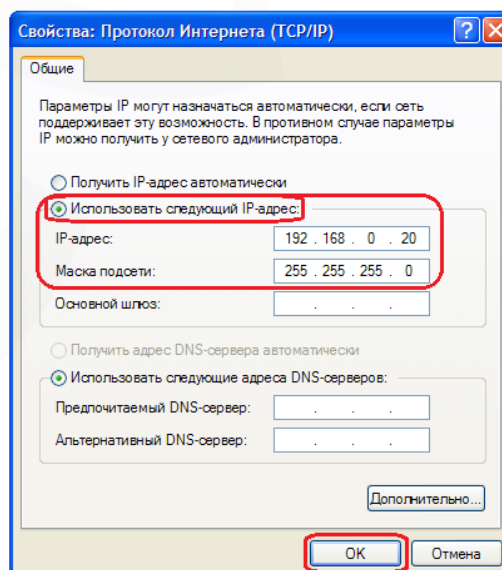 Свойства: Протокол Интернета (TCP/IP)
Общие
Параметры IP могут назначаться автоматически, если сеть
поддерживает эту возможность. В противном случае параметры
IP можно получить у сетевого администратора.
Получить IP-адрес автоматически
Использовать следующий IP-адрес:
IP-адрес: 192 . 168 . 0 . 20
Маска подсети: 255 . 255 . 255 . 0
Основной шлюз: . . .
Получить адрес DNS-сервера автоматически
Использовать следующие адреса DNS-серверов:
Предпочитаемый DNS-сервер: . . .
Альтернативный DNS-сервер: . . .
Дополнительно...
OK Отмена